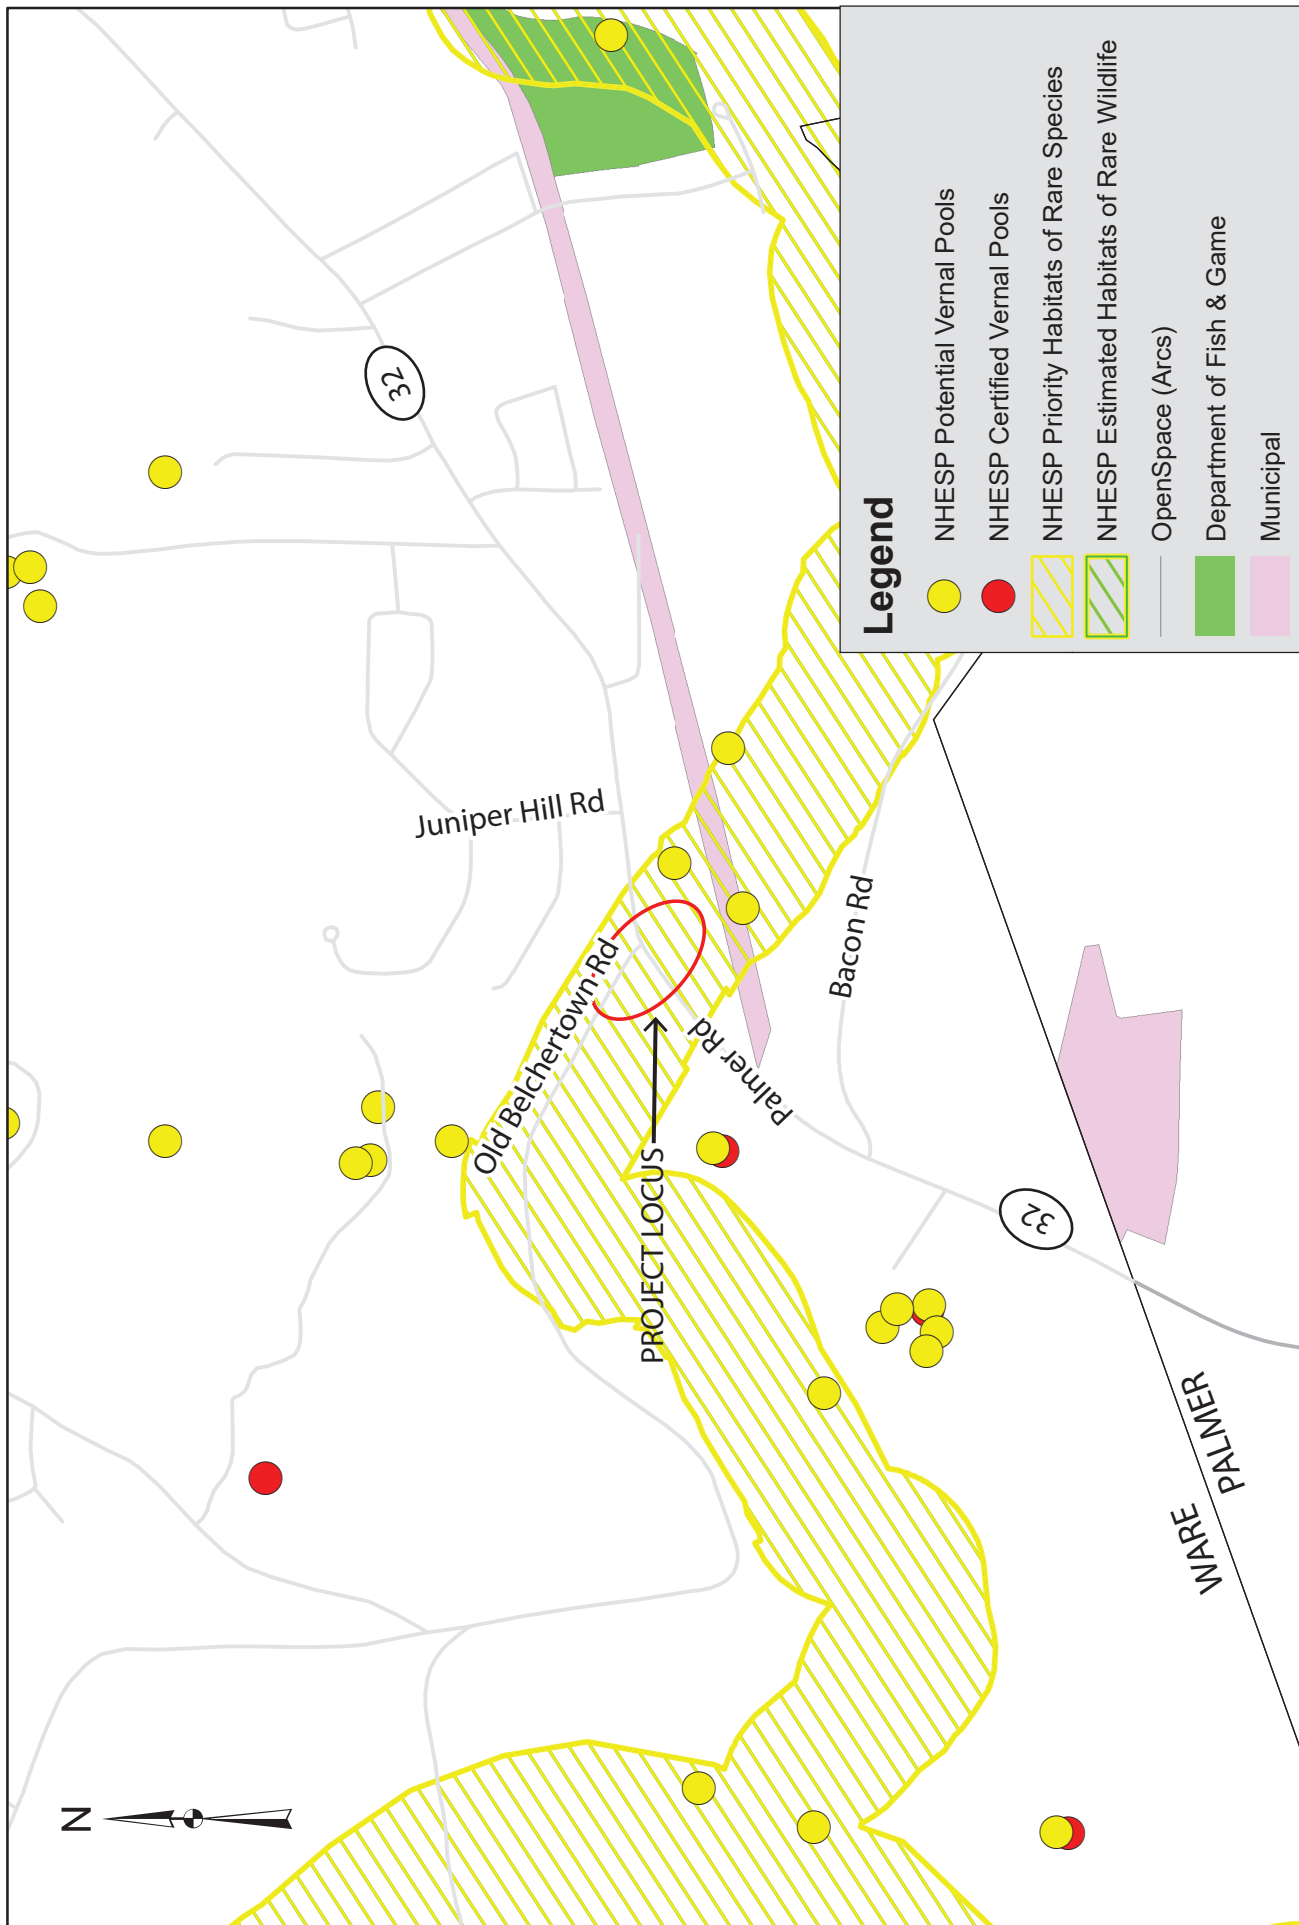 N
32
Juniper Hill Rd
Old Belchertown Rd
PROJECT LOCUS
Palmer Rd
Bacon Rd
32
WARE
PALMER
Legend
NHESP Potential Vernal Pools
NHESP Certified Vernal Pools
NHESP Priority Habitats of Rare Species
NHESP Estimated Habitats of Rare Wildlife
OpenSpace (Arcs)
Department of Fish & Game
Municipal